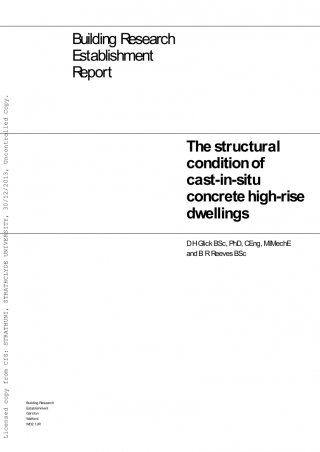 Building Research
Establishment
Report
The structural
condition of
cast-in-situ
concrete high-rise
dwellings
D H Glick BSc, PhD, CEng, MIMechE
and B R Reeves BSc
Building Research
Establishment
Garston
Watford
WD2 7JR
Licensed copy from CIS: STRATHUNI, STRATHCLYDE UNIVERSITY, 30/12/2013, Uncontrolled Copy.